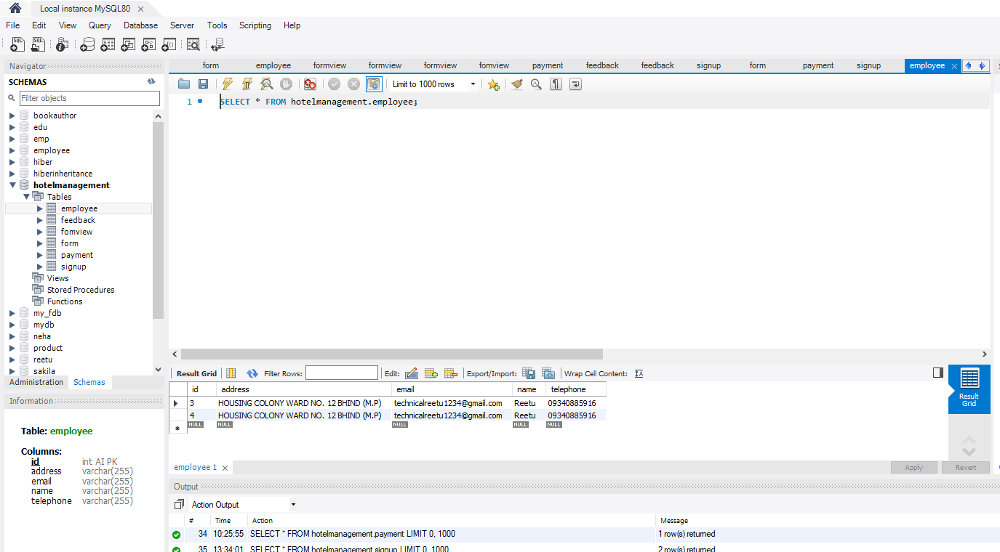 Local instance MySQL80 ×
File Edit View Query Database Server Tools Scripting Help
Navigator
SCHEMAS
Filter objects
bookauthor
edu
emp
employee
hiber
hiberinheritance
hotelmanagement
Tables
employee
feedback
fomview
form
payment
signup
Views
Stored Procedures
Functions
my_fdb
mydb
neha
product
reetu
sakila
Administration Schemas
Information
Table: employee
Columns:
id int AI PK
address varchar(255)
email varchar(255)
name varchar(255)
telephone varchar(255)
form employee formview formview formview fomview payment feedback feedback signup form payment signup employee ×
Limit to 1000 rows
1 SELECT * FROM hotelmanagement.employee;
Result Grid Filter Rows: Edit: Export/Import: Wrap Cell Content:
id address email name telephone
3 HOUSING COLONY WARD NO. 12 BHIND (M.P) technicalreetu1234@gmail.com Reetu 09340885916
4 HOUSING COLONY WARD NO. 12 BHIND (M.P) technicalreetu1234@gmail.com Reetu 09340885916
NULL NULL NULL NULL NULL
Result
Grid
employee 1 ×
Apply Revert
Output
Action Output
# Time Action Message
34 10:25:55 SELECT * FROM hotelmanagement.payment LIMIT 0, 1000 1 row(s) returned
35 13:34:01 SELECT * FROM hotelmanagement.signup LIMIT 0, 1000 2 row(s) returned